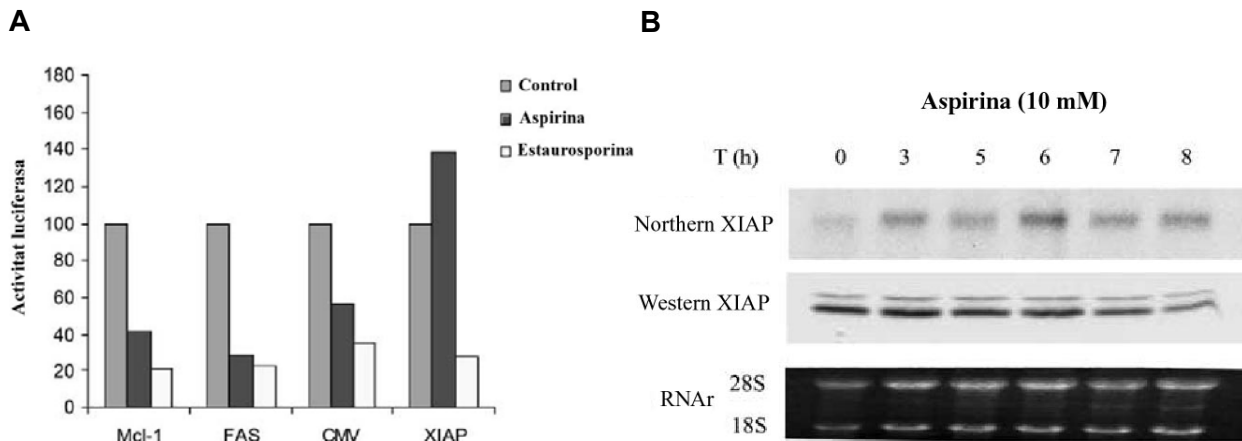 A
180
160
140
120
100
80
60
40
20
0
Activitat luciferasa
Mcl-1 FAS CMV XIAP
Control
Aspirina
Estaurosporina
B
Aspirina (10 mM)
T (h) 0 3 5 6 7 8
Northern XIAP
Western XIAP
RNAr 28S
18S